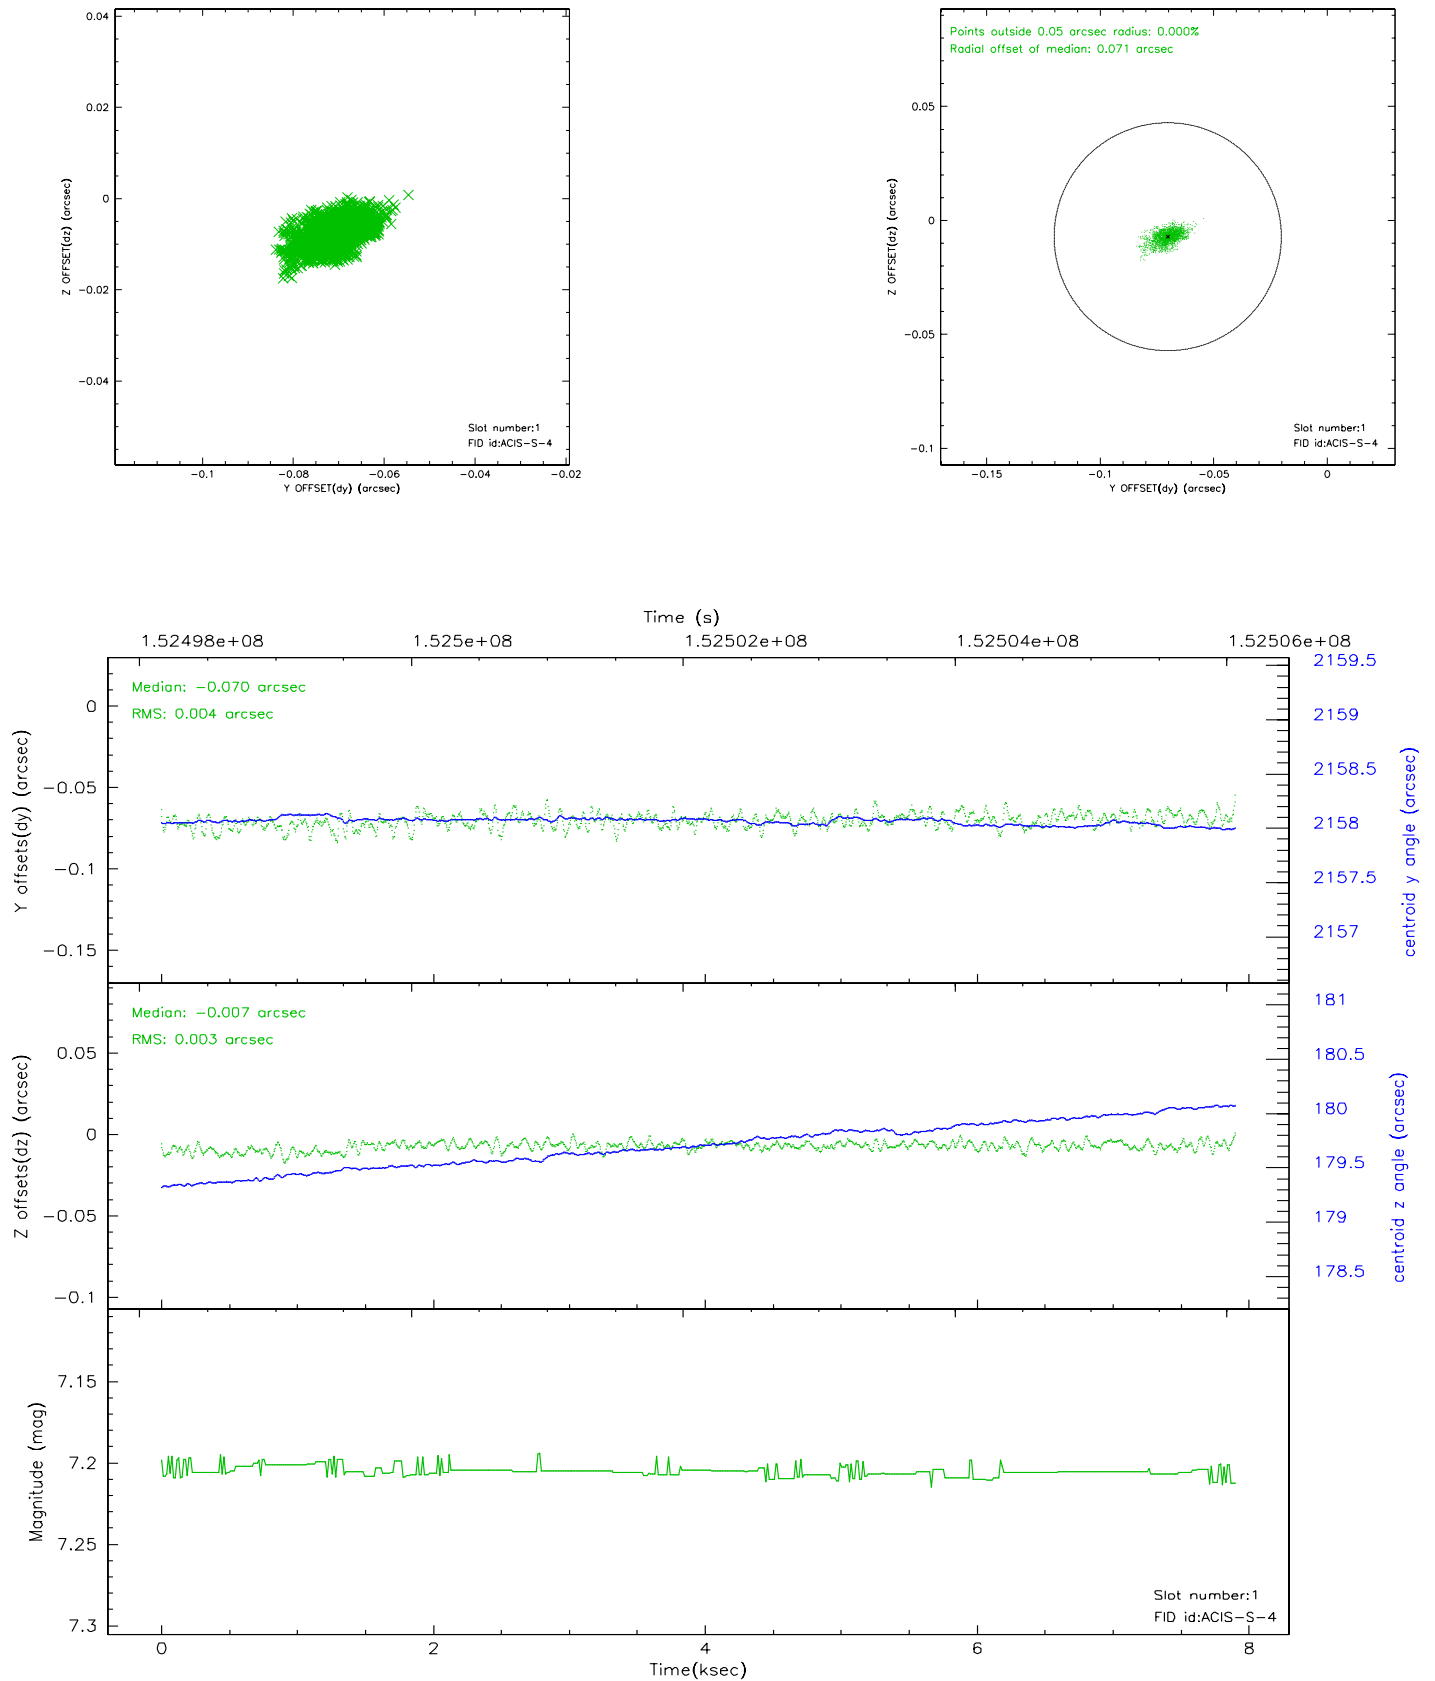 0.04
0.02
0
−0.02
−0.04
Z OFFSET(dz) (arcsec)
Slot number:1
FID id:ACIS−S−4
−0.1
−0.08
−0.06
−0.04
−0.02
Y OFFSET(dy) (arcsec)
Points outside 0.05 arcsec radius: 0.000%
Radial offset of median: 0.071 arcsec
0.05
0
−0.05
−0.1
Z OFFSET(dz) (arcsec)
Slot number:1
FID id:ACIS−S−4
−0.15
−0.1
−0.05
0
Y OFFSET(dy) (arcsec)
Time (s)
1.52498e+08
1.525e+08
1.52502e+08
1.52504e+08
1.52506e+08
Median: −0.070 arcsec
RMS: 0.004 arcsec
0
−0.05
−0.1
−0.15
Y offsets(dy) (arcsec)
2159.5
2159
2158.5
2158
2157.5
2157
centroid y angle (arcsec)
Median: −0.007 arcsec
RMS: 0.003 arcsec
0.05
0
−0.05
−0.1
Z offsets(dz) (arcsec)
181
180.5
180
179.5
179
178.5
centroid z angle (arcsec)
7.15
7.2
7.25
7.3
Magnitude (mag)
Slot number:1
FID id:ACIS−S−4
0
2
4
6
8
Time(ksec)